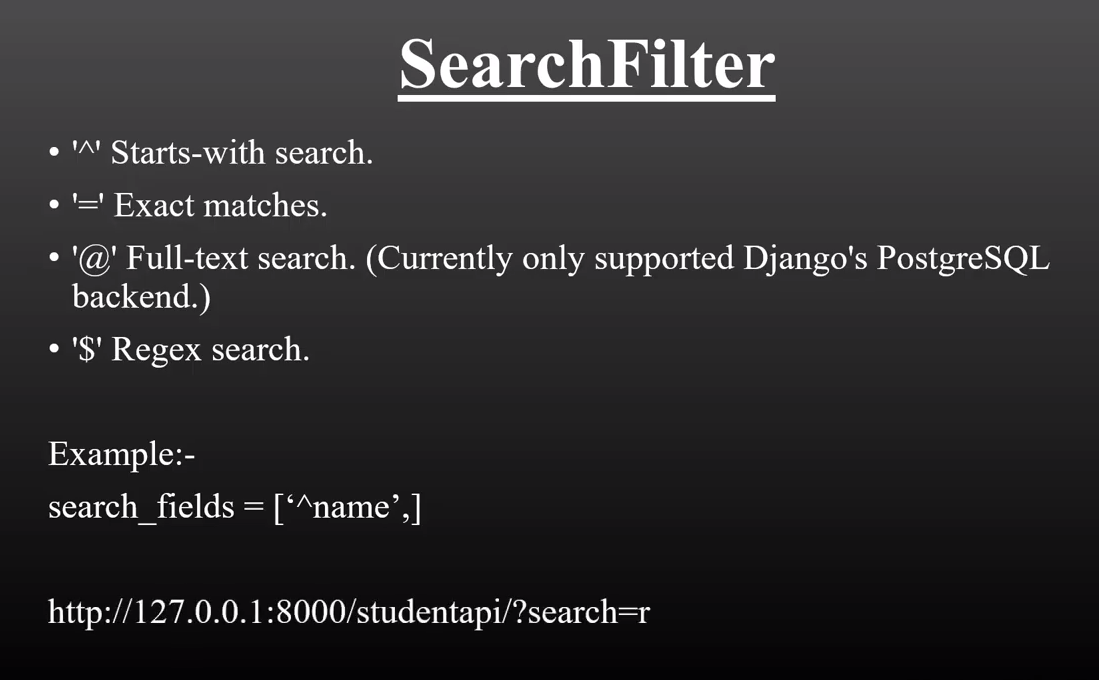 SearchFilter
• '^' Starts-with search.
• '=' Exact matches.
• '@' Full-text search. (Currently only supported Django's PostgreSQL
backend.)
• '$' Regex search.
Example:-
search_fields = [‘^name’,]
http://127.0.0.1:8000/studentapi/?search=r